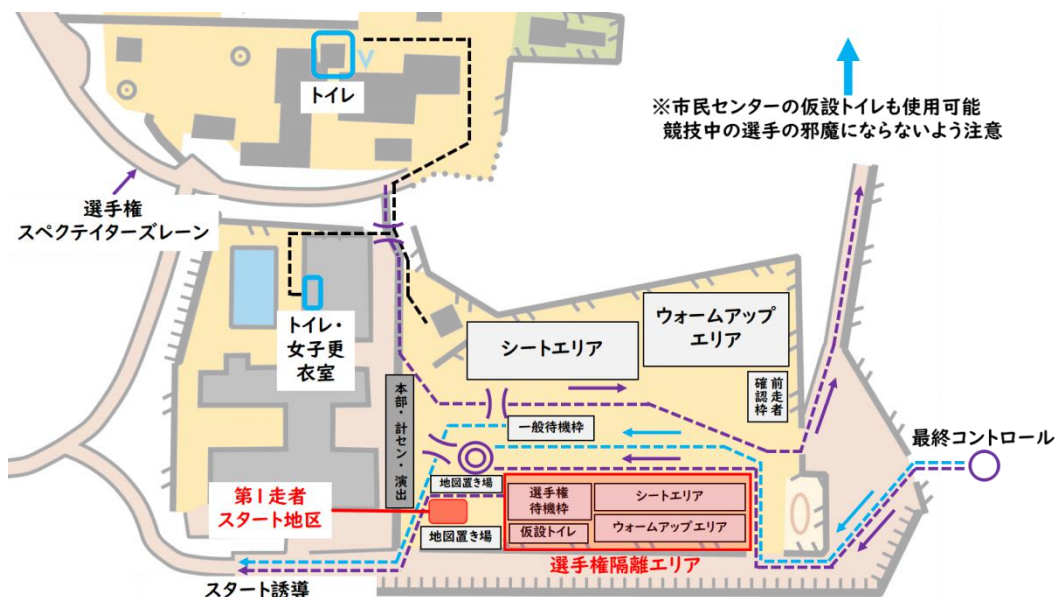 トイレ
※市民センターの仮設トイレも使用可能
競技中の選手の邪魔にならないよう注意
選手権
スペクテイターズレーン
トイレ・
女子更
衣室
シートエリア
ウォームアップ
エリア
前走者
確認枠
本部・計セン・演出
一般待機枠
最終コントロール
地図置き場
第1走者
スタート地区
選手権
待機枠
シートエリア
仮設トイレ
ウォームアップエリア
地図置き場
選手権隔離エリア
スタート誘導